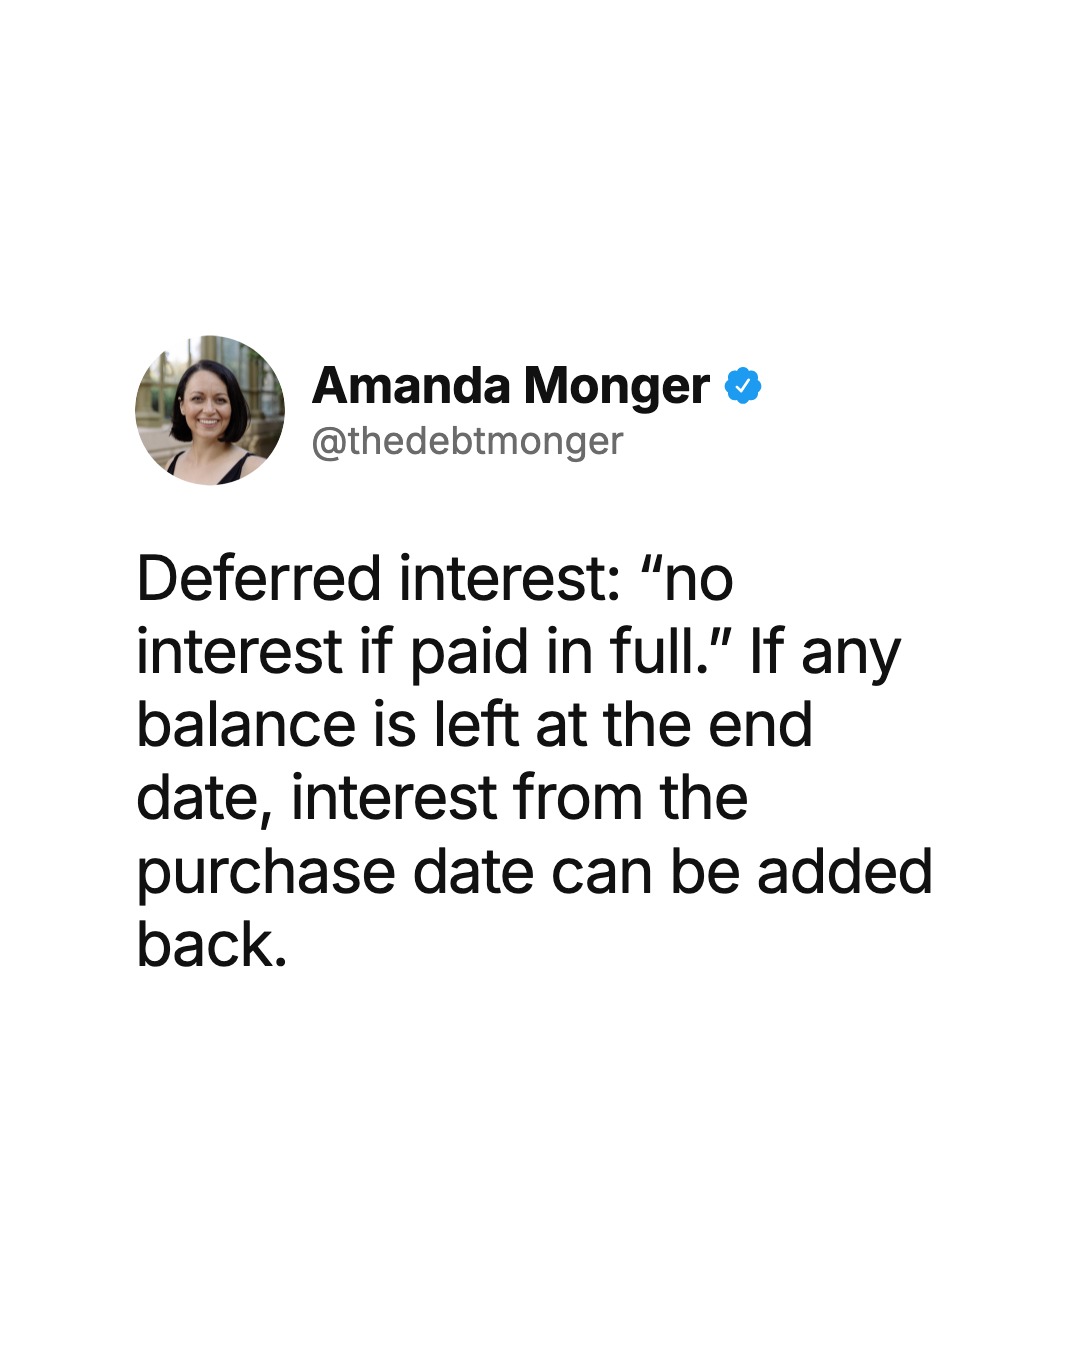 Amanda Monger
@thedebtmonger
Deferred interest: “no
interest if paid in full.” If any
balance is left at the end
date, interest from the
purchase date can be added
back.